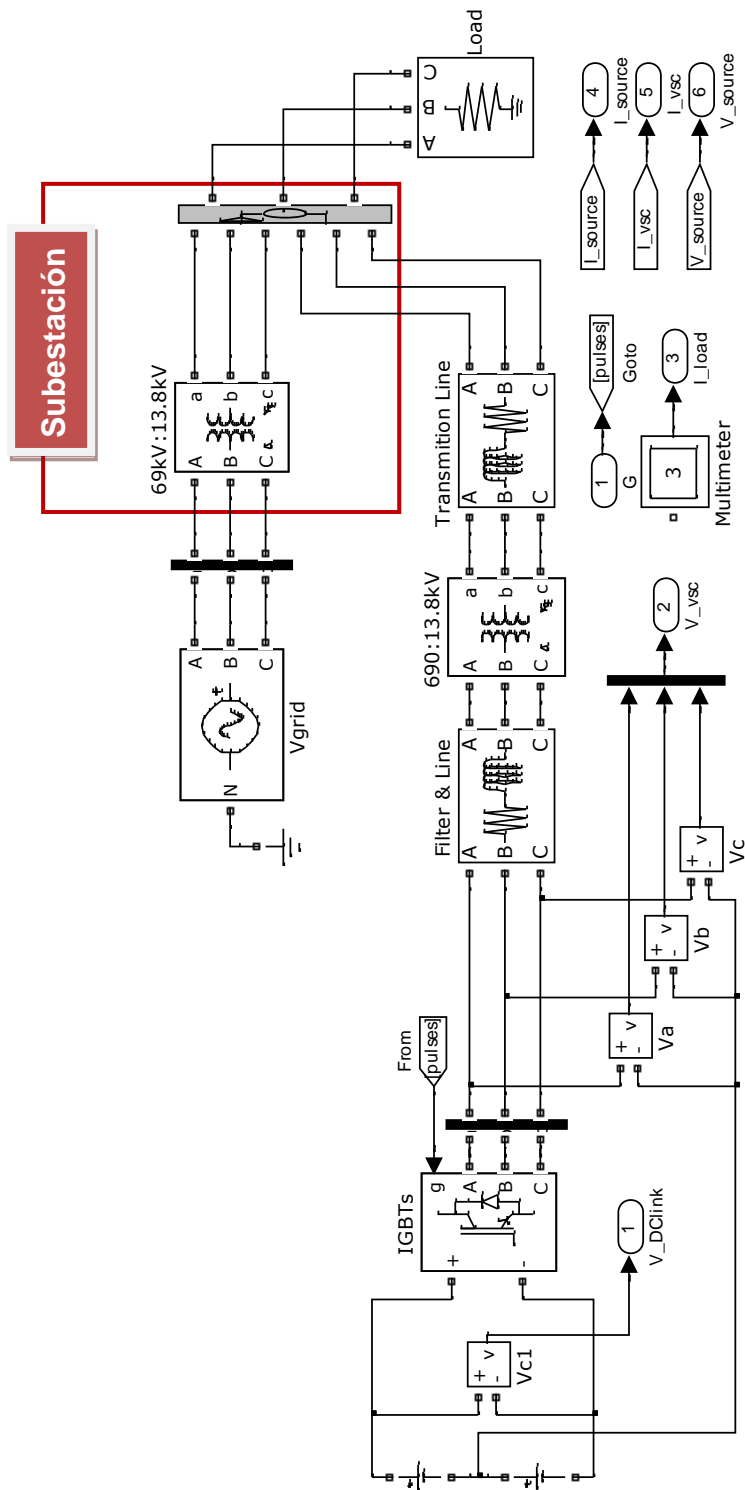 Subestación
N
Vgrid
A
B
C
69kV:13.8kV
A
B
C
a
b
c
A
B
C
Load
+
-
IGBTs
g
A
B
C
From
[pulses]
Filter & Line
A
B
C
A
B
C
690:13.8kV
A
B
C
a
b
c
Transmition Line
A
B
C
A
B
C
+
-
v
Vc1
1
V_DClink
+
-
v
Va
+
-
v
Vb
+
-
v
Vc
2
V_vsc
1
G
[pulses]
Goto
3
Multimeter
3
I_load
I_source
4
I_source
I_vsc
5
I_vsc
V_source
6
V_source